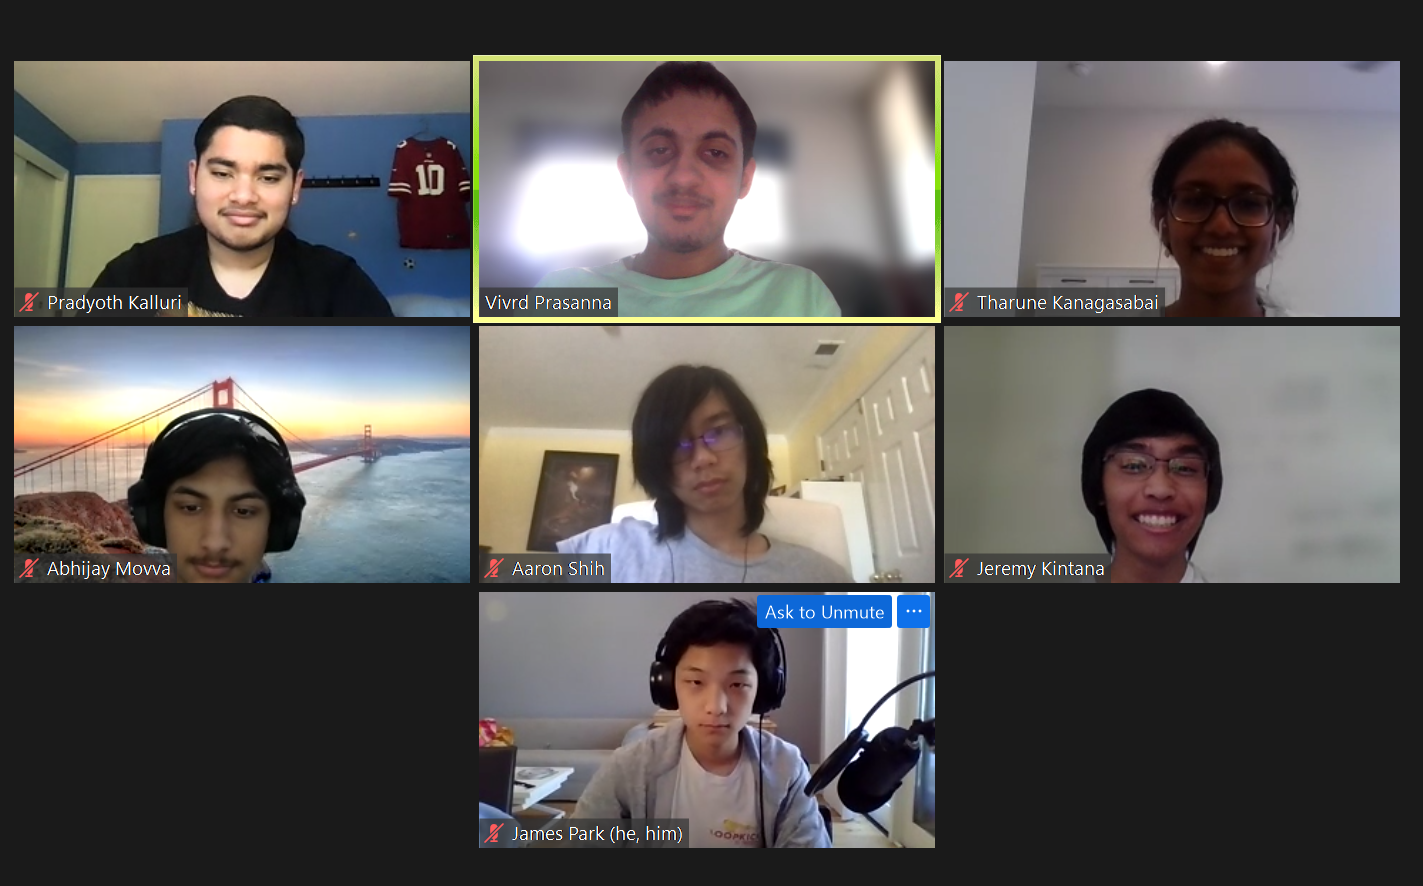 10
Pradyoth Kalluri
Vivrd Prasanna
Tharune Kanagasabai
Abhijay Movva
Aaron Shih
Jeremy Kintana
Ask to Unmute ...
James Park (he, him)